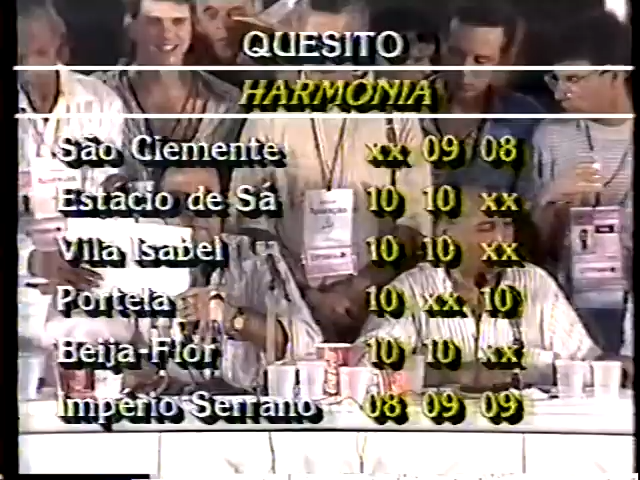 QUESITO
HARMONIA
São Clemente xx 09 08
Estácio de Sá 10 10 xx
Vila Isabel 10 10 xx
Portela 10 xx 10
Beija-Flor 10 10 xx
Império Serrano 08 09 09